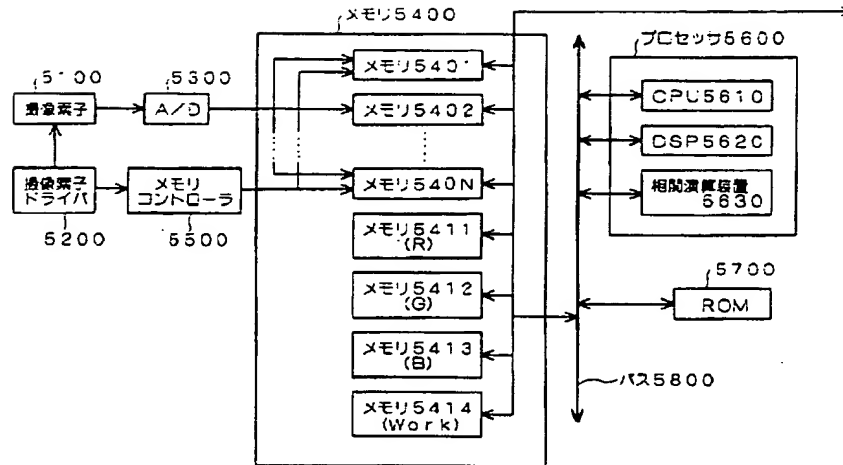 メモリ5400
プロセッサ5600
5100
5300
撮像素子
A/D
メモリ5401
メモリ5402
CPU5610
DSP5620
撮像素子
ドライバ
メモリ
コントローラ
メモリ540N
相関演算装置
5630
5200
5500
メモリ5411
(R)
5700
メモリ5412
(G)
ROM
メモリ5413
(B)
バス5800
メモリ5414
(Work)